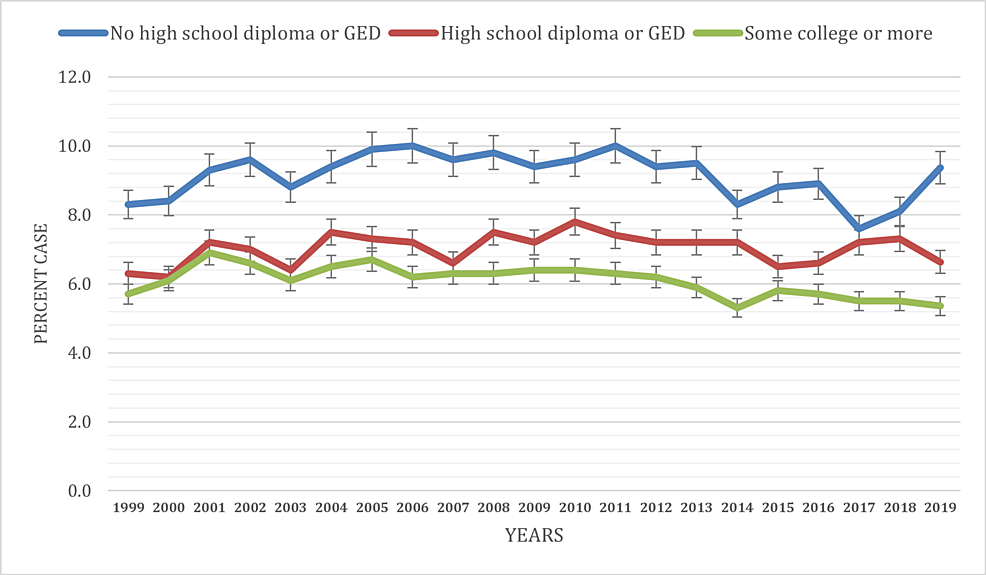 No high school diploma or GED High school diploma or GED Some college or more
12.0
10.0
8.0
6.0
4.0
2.0
0.0
PERCENT CASE
1999 2000 2001 2002 2003 2004 2005 2006 2007 2008 2009 2010 2011 2012 2013 2014 2015 2016 2017 2018 2019
YEARS